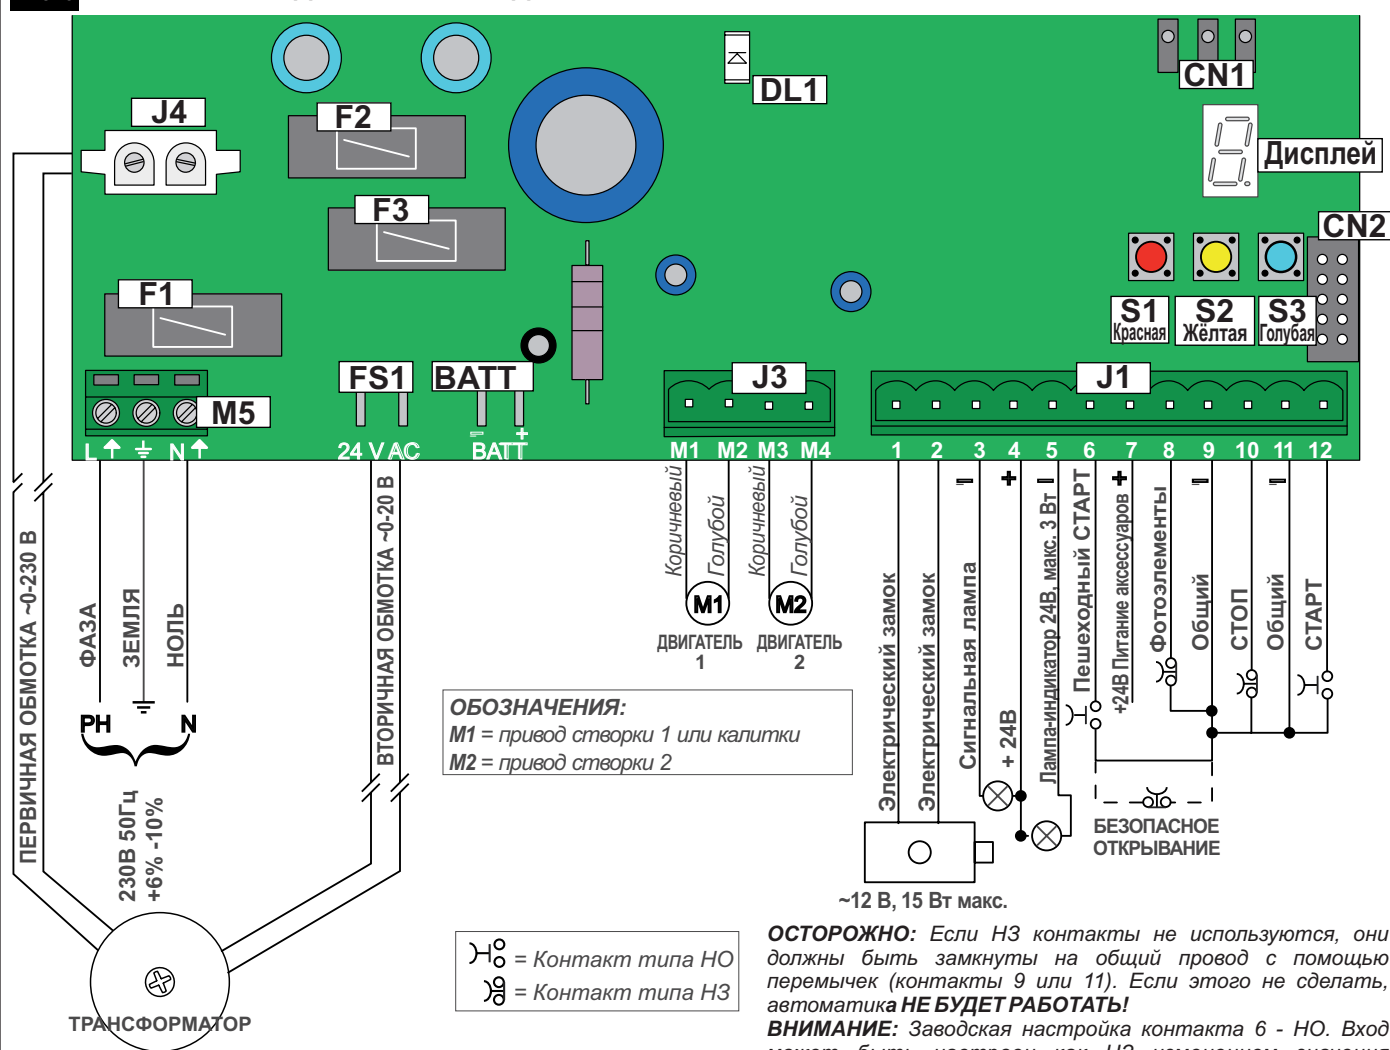 DL1
CN1
J4
F2
Дисплей
F3
CN2
F1
S1 Красная
S2 Жёлтая
S3 Голубая
FS1
BATT
J3
J1
M5
L N
24 V AC
- +
BATT
M1 M2 M3 M4
1 2 3 4 5 6 7 8 9 10 11 12
ПЕРВИЧНАЯ ОБМОТКА ~0-230 В
ФАЗА
ЗЕМЛЯ
НОЛЬ
PH N
230В 50Гц
+6% -10%
ВТОРИЧНАЯ ОБМОТКА ~0-20 В
ТРАНСФОРМАТОР
Коричневый
Голубой
Коричневый
Голубой
M1
M2
ДВИГАТЕЛЬ
1
ДВИГАТЕЛЬ
2
Электрический замок
Электрический замок
Сигнальная лампа
+ 24В
Лампа-индикатор 24В, макс. 3 Вт
Пешеходный СТАРТ
+24В Питание аксессуаров
Фотоэлементы
Общий
СТОП
Общий
СТАРТ
- + - + - -
БЕЗОПАСНОЕ
ОТКРЫВАНИЕ
~12 В, 15 Вт макс.
ОБОЗНАЧЕНИЯ:
M1 = привод створки 1 или калитки
M2 = привод створки 2
= Контакт типа НО
= Контакт типа НЗ
ОСТОРОЖНО: Если НЗ контакты не используются, они
должны быть замкнуты на общий провод с помощью
перемычек (контакты 9 или 11). Если этого не сделать,
автоматика НЕ БУДЕТ РАБОТАТЬ!
ВНИМАНИЕ: Заводская настройка контакта 6 - НО. Вход
может быть настроен как НЗ изменением значения